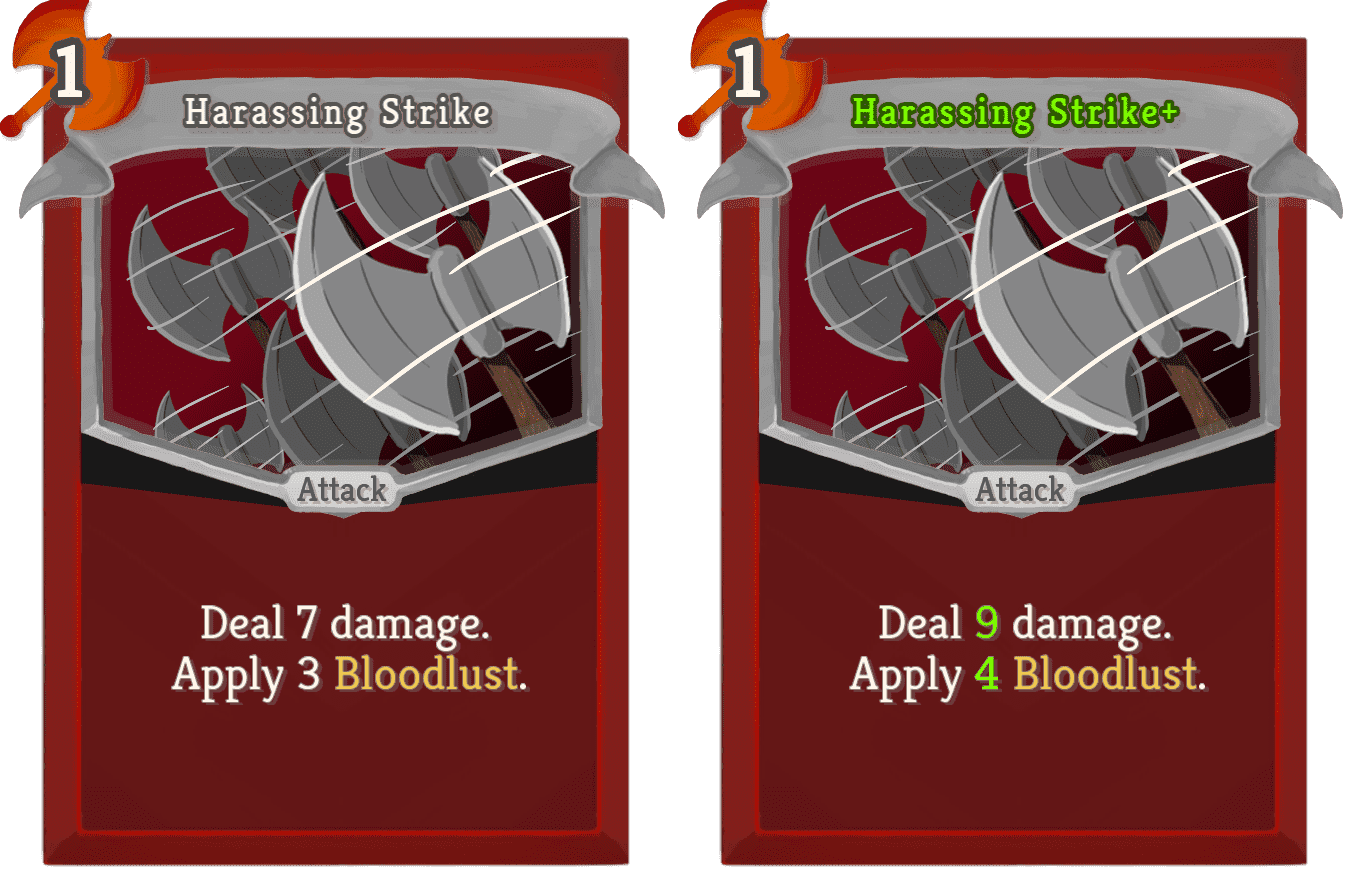 1
Harassing Strike
Attack
Deal 7 damage.
Apply 3 Bloodlust.
1
Harassing Strike+
Attack
Deal 9 damage.
Apply 4 Bloodlust.